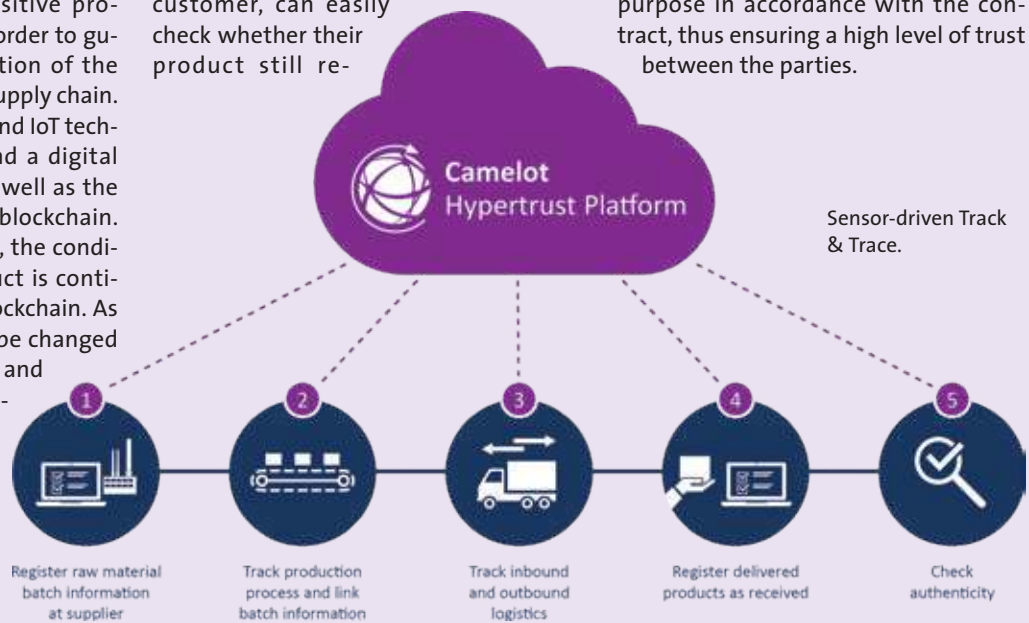 sitive pro-
order to gu-
tion of the
supply chain.
nd IoT tech-
nd a digital
well as the
blockchain.
, the condi-
uct is conti-
ockchain. As
be changed
and
-
customer, can easily
check whether their
product still re-
purpose in accordance with the con-
tract, thus ensuring a high level of trust
between the parties.
Camelot
Hypertrust Platform
Sensor-driven Track
& Trace.
1
2
3
4
5
Register raw material
batch information
at supplier
Track production
process and link
batch information
Track inbound
and outbound
logistics
Register delivered
products as received
Check
authenticity